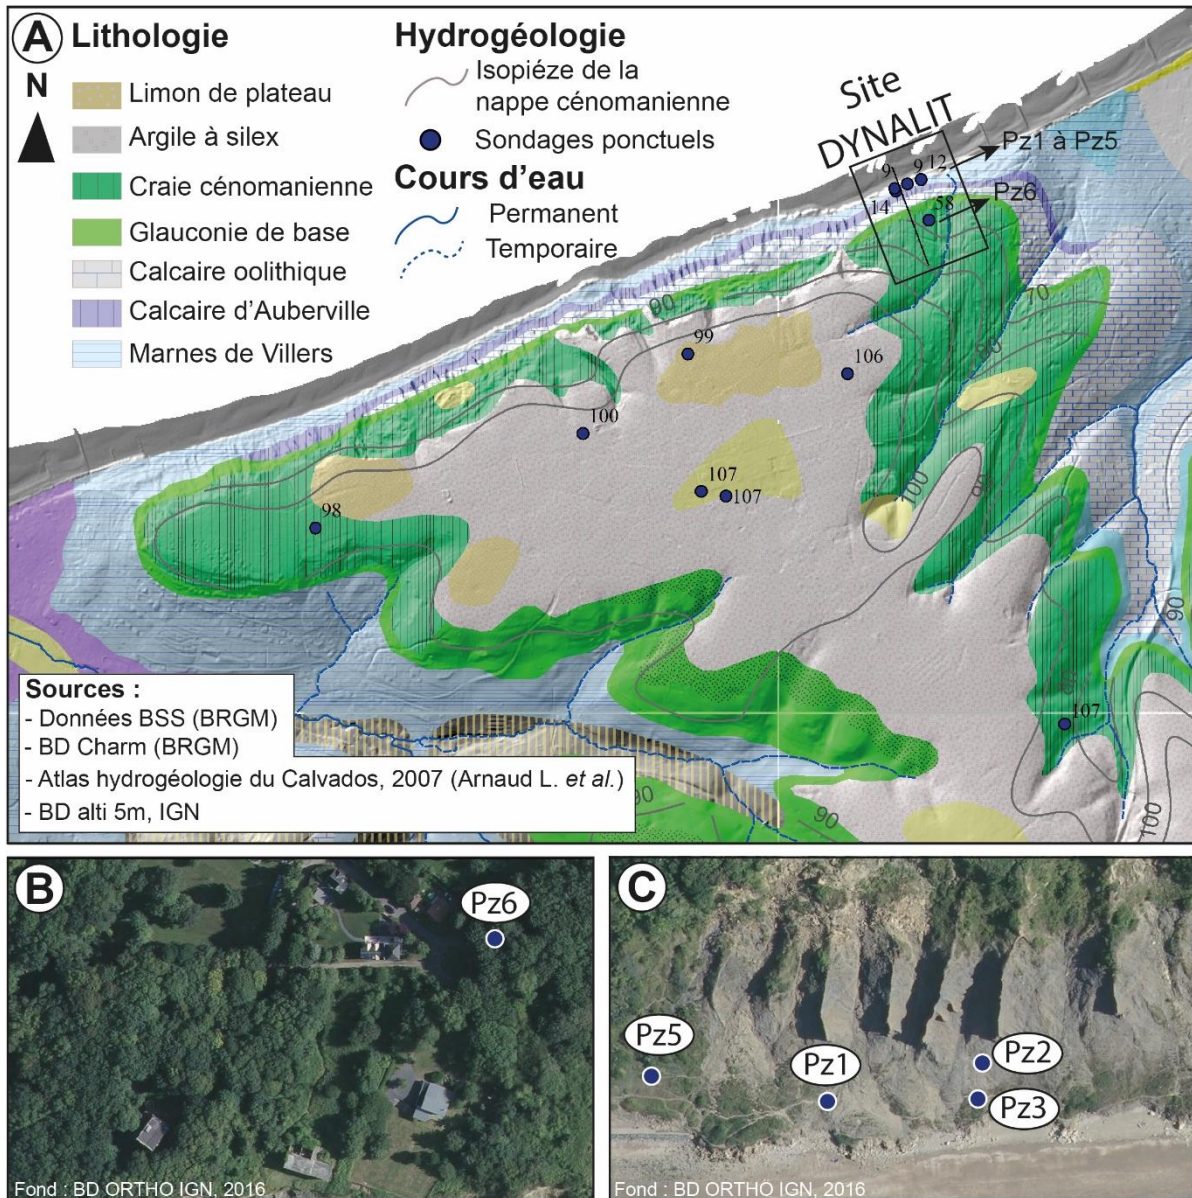 A Lithologie
N
Limon de plateau
Argile à silex
Craie cénomanienne
Glauconie de base
Calcaire oolithique
Calcaire d'Auberville
Marnes de Villers
Hydrogéologie
Isopiéze de la
nappe cénomanienne
Sondages ponctuels
Cours d'eau
Permanent
Temporaire
Site
DYNALIT
Pz1 à Pz5
Pz6
9
9
12
14
58
90
70
80
99
106
100
107
107
98
100
90
107
90
100
90
90
Sources :
- Données BSS (BRGM)
- BD Charm (BRGM)
- Atlas hydrogéologie du Calvados, 2007 (Arnaud L. et al.)
- BD alti 5m, IGN
B
Pz6
Fond : BD ORTHO IGN, 2016
C
Pz5
Pz1
Pz2
Pz3
Fond : BD ORTHO IGN, 2016